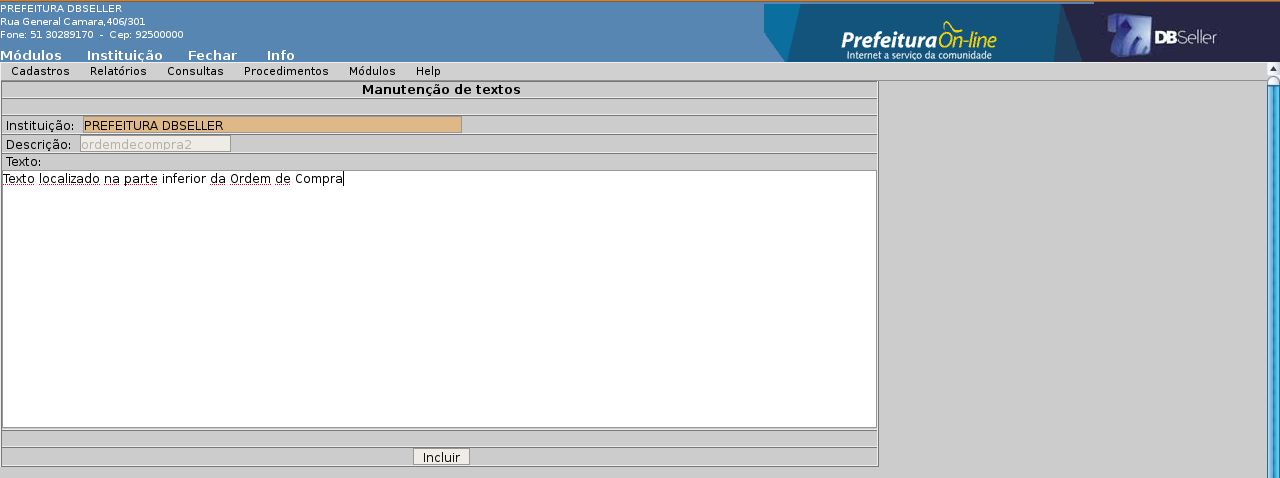 PREFEITURA DBSELLER
Rua General Camara,406/301
Fone: 51 30289170 - Cep: 92500000
PrefeituraOn-line
Internet a serviço da comunidade
DBSeller
Módulos Instituição Fechar Info
Cadastros Relatórios Consultas Procedimentos Módulos Help
Manutenção de textos
Instituição: PREFEITURA DBSELLER
Descrição: ordemdecompra2
Texto:
Texto localizado na parte inferior da Ordem de Compra
Incluir